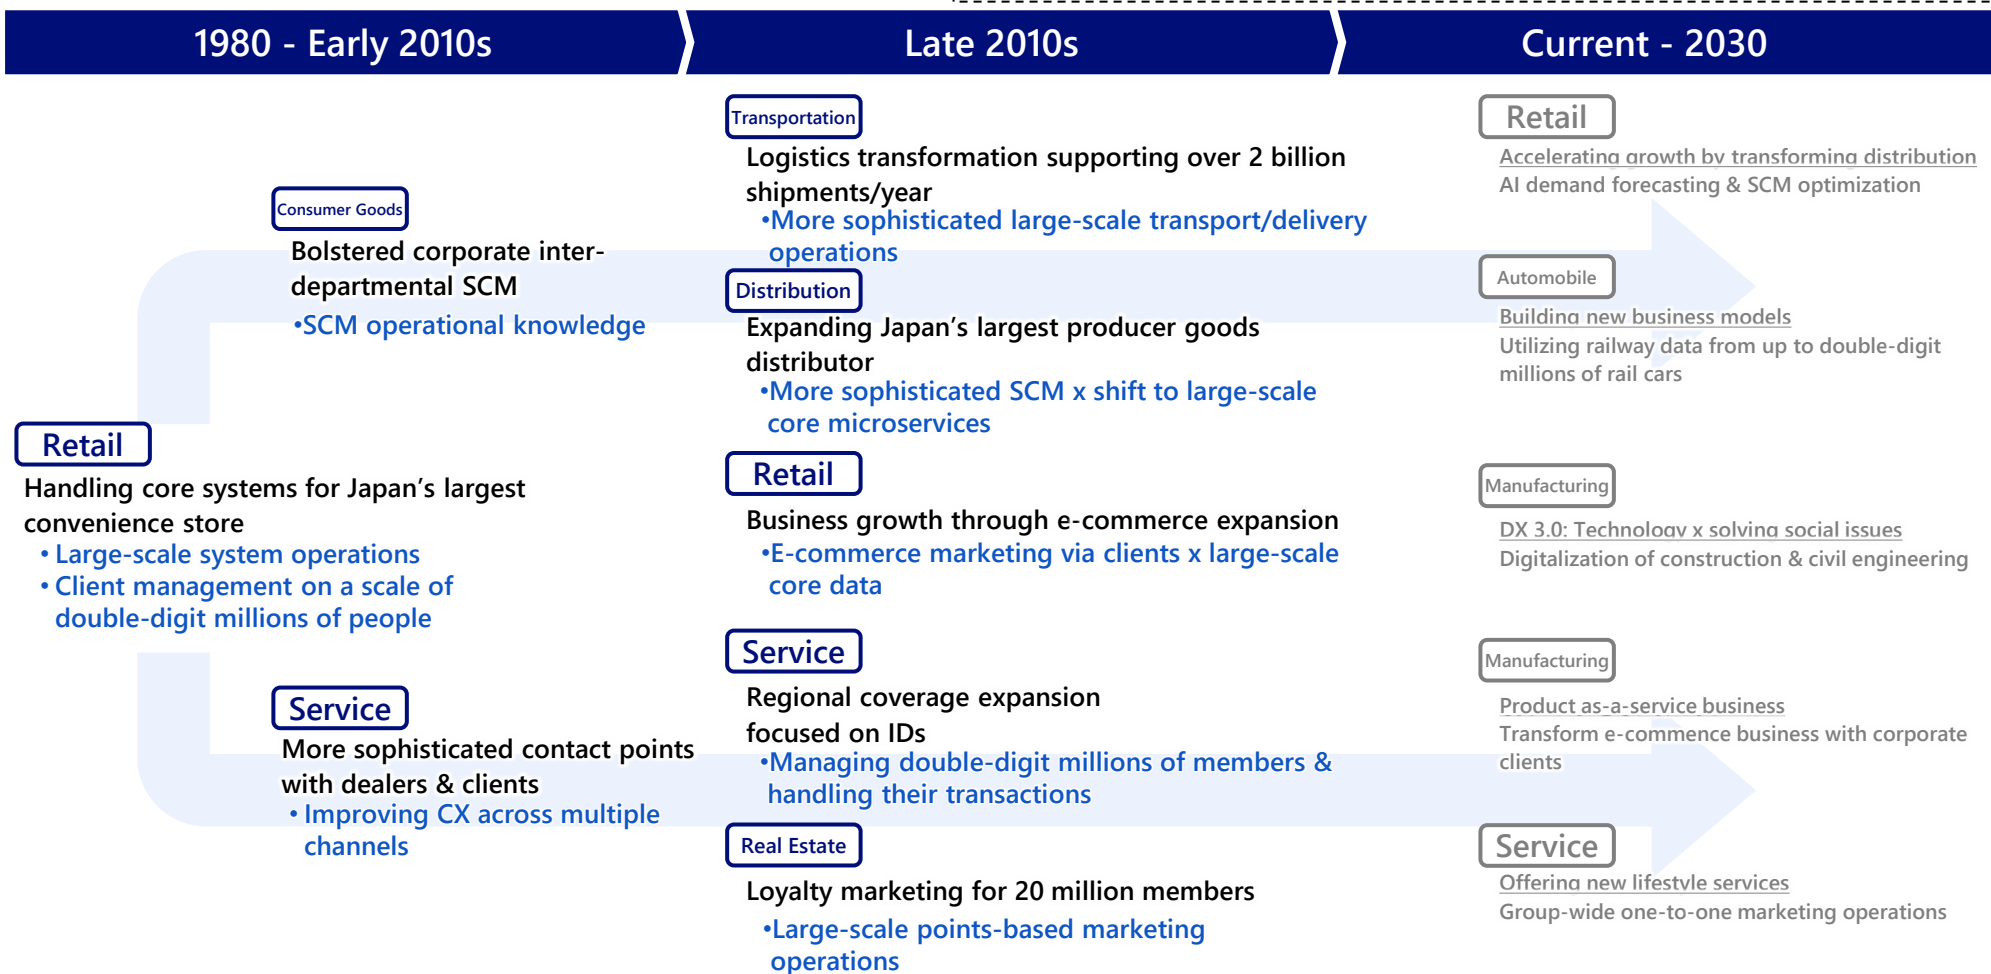 1980 - Early 2010s
Late 2010s
Current - 2030
Consumer Goods
Bolstered corporate inter-
departmental SCM
•SCM operational knowledge
Retail
Handling core systems for Japan’s largest
convenience store
• Large-scale system operations
• Client management on a scale of
double-digit millions of people
Service
More sophisticated contact points
with dealers & clients
• Improving CX across multiple
channels
Transportation
Logistics transformation supporting over 2 billion
shipments/year
•More sophisticated large-scale transport/delivery
operations
Distribution
Expanding Japan’s largest producer goods
distributor
•More sophisticated SCM x shift to large-scale
core microservices
Retail
Business growth through e-commerce expansion
•E-commerce marketing via clients x large-scale
core data
Service
Regional coverage expansion
focused on IDs
•Managing double-digit millions of members &
handling their transactions
Real Estate
Loyalty marketing for 20 million members
•Large-scale points-based marketing
operations
Retail
Accelerating growth by transforming distribution
AI demand forecasting & SCM optimization
Automobile
Building new business models
Utilizing railway data from up to double-digit
millions of rail cars
Manufacturing
DX 3.0: Technology x solving social issues
Digitalization of construction & civil engineering
Manufacturing
Product as-a-service business
Transform e-commence business with corporate
clients
Service
Offering new lifestyle services
Group-wide one-to-one marketing operations